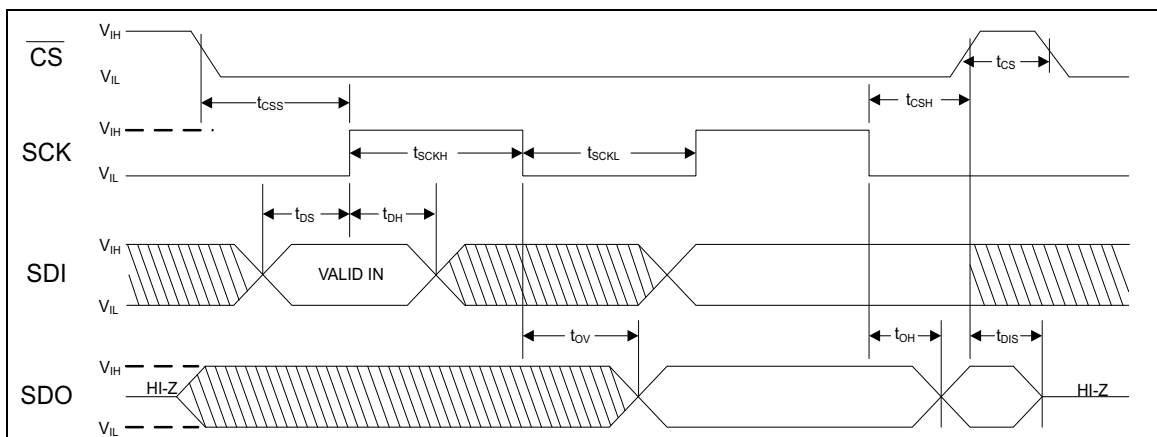 CS
VIH
VIL
tCSS
tCSH
tCS
SCK
VIH
VIL
tSCKH
tSCKL
tDS
tDH
SDI
VIH
VIL
VALID IN
tOV
tOH
tDIS
SDO
VIH
VIL
HI-Z
HI-Z